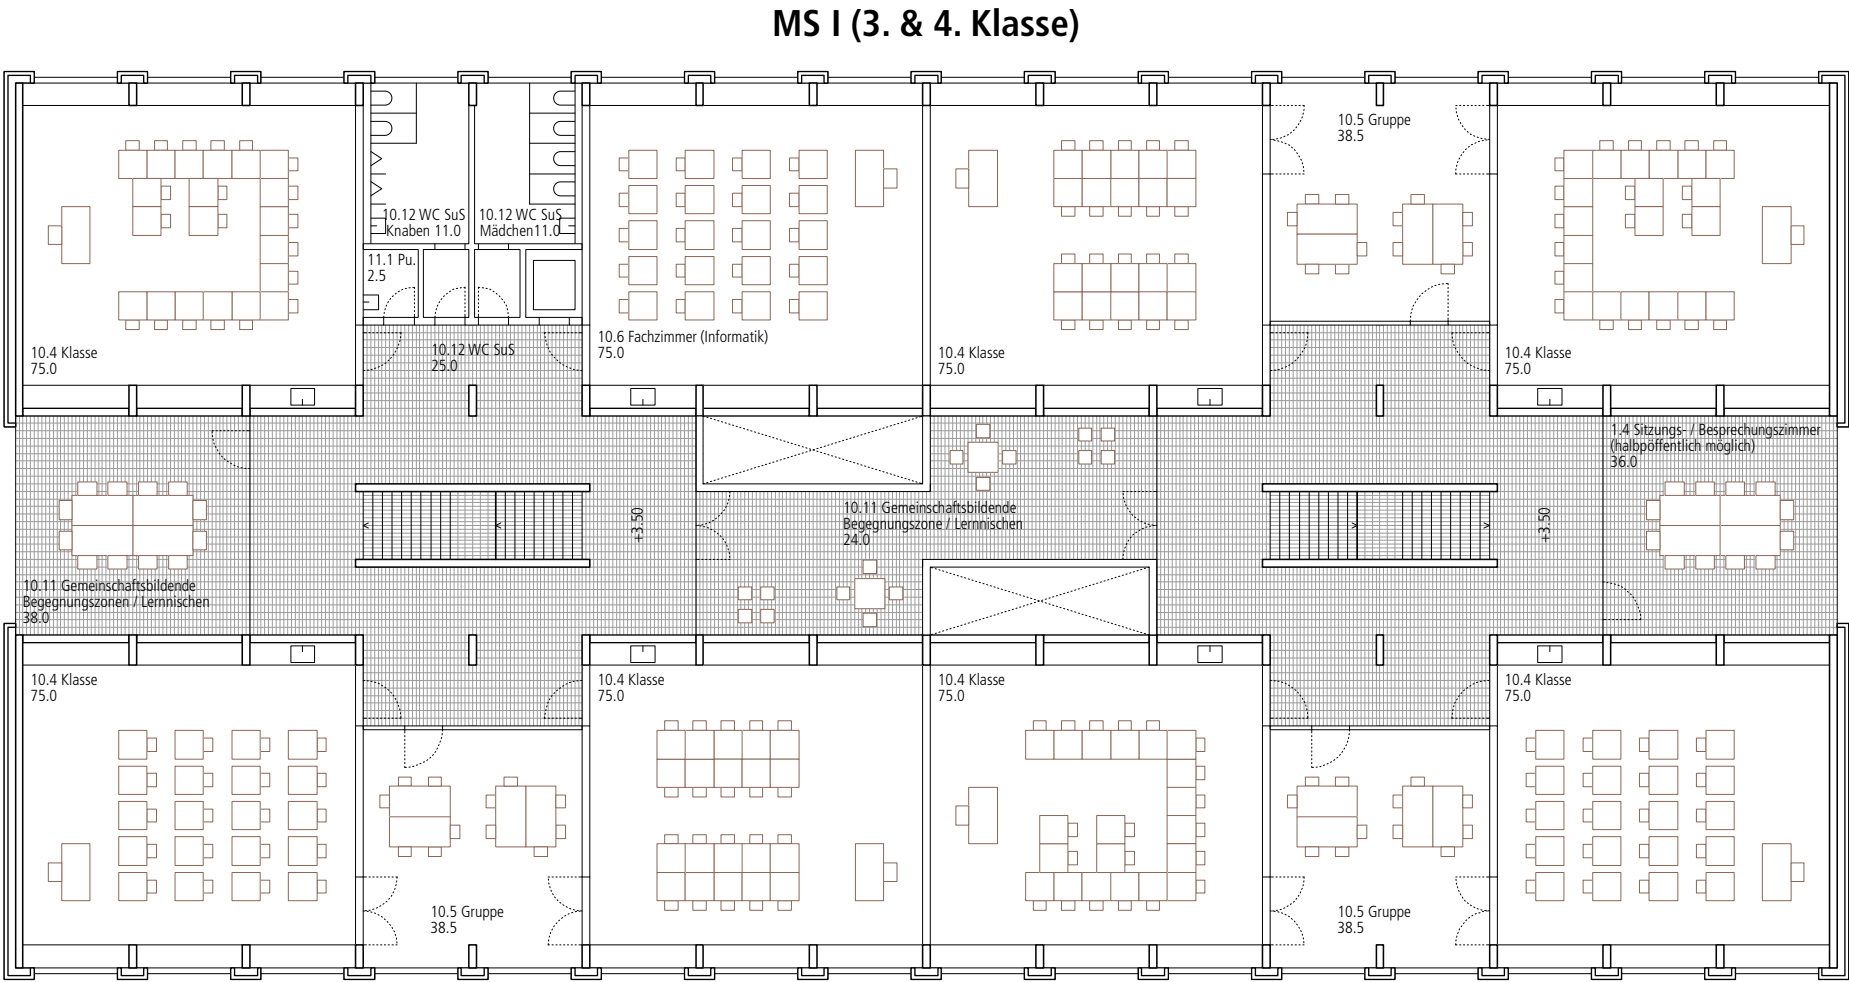 MS I (3. & 4. Klasse)
10.5 Gruppe
38.5
10.12 WC SuS
Knaben 11.0
10.12 WC SuS
Mädchen11.0
11.1 Pu.
2.5
10.4 Klasse
75.0
10.12 WC SuS
25.0
10.6 Fachzimmer (Informatik)
75.0
10.4 Klasse
75.0
10.4 Klasse
75.0
1.4 Sitzungs- / Besprechungszimmer
(halbpöffentlich möglich)
36.0
+3.50
10.11 Gemeinschaftsbildende
Begegnungszone / Lernnischen
24.0
+3.50
10.11 Gemeinschaftsbildende
Begegnungszonen / Lernnischen
38.0
10.4 Klasse
75.0
10.4 Klasse
75.0
10.4 Klasse
75.0
10.4 Klasse
75.0
10.5 Gruppe
38.5
10.5 Gruppe
38.5